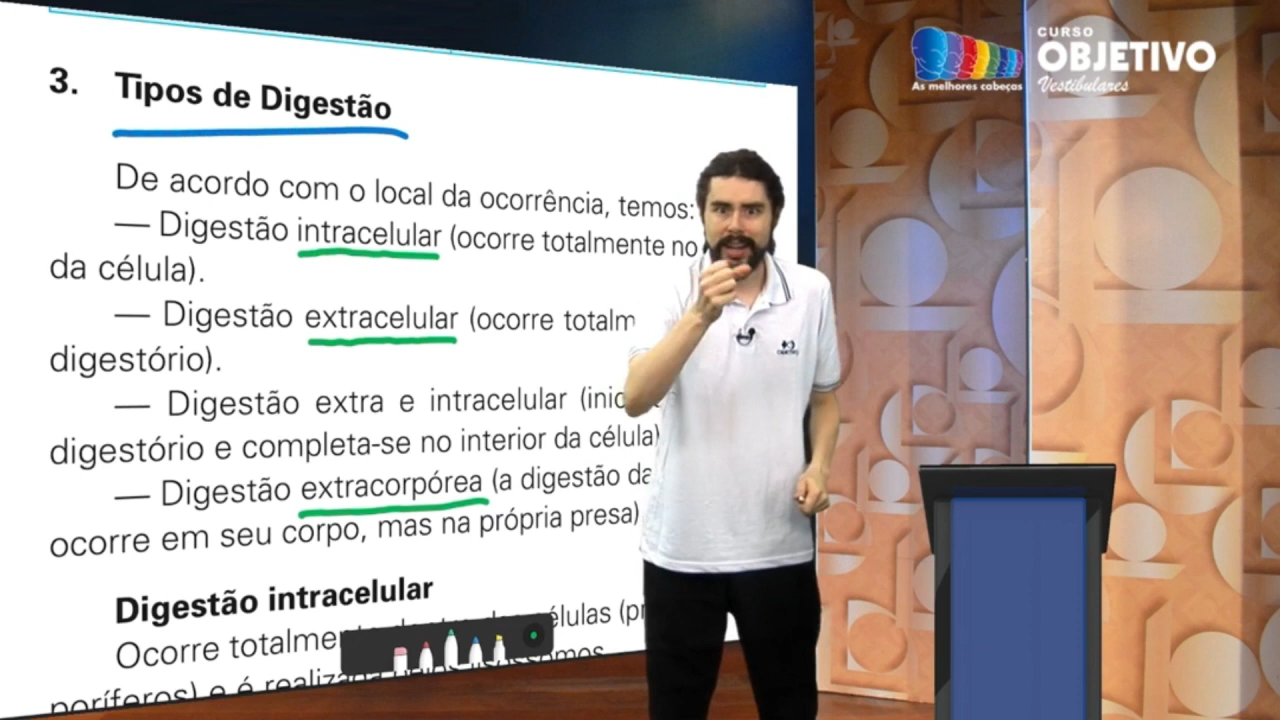 3. Tipos de Digestão
De acordo com o local da ocorrência, temos:
— Digestão intracelular (ocorre totalmente no
da célula).
— Digestão extracelular (ocorre
digestório).
— Digestão extra e intracelular
digestório e completa-se no interior da célula)
— Digestão extracorpórea (a digestão da
ocorre em seu corpo, mas na própria presa)
Digestão intracelular
Ocorre
poríferos) e é
CURSO
OBJETIVO
Vestibulares
As melhores cabeças